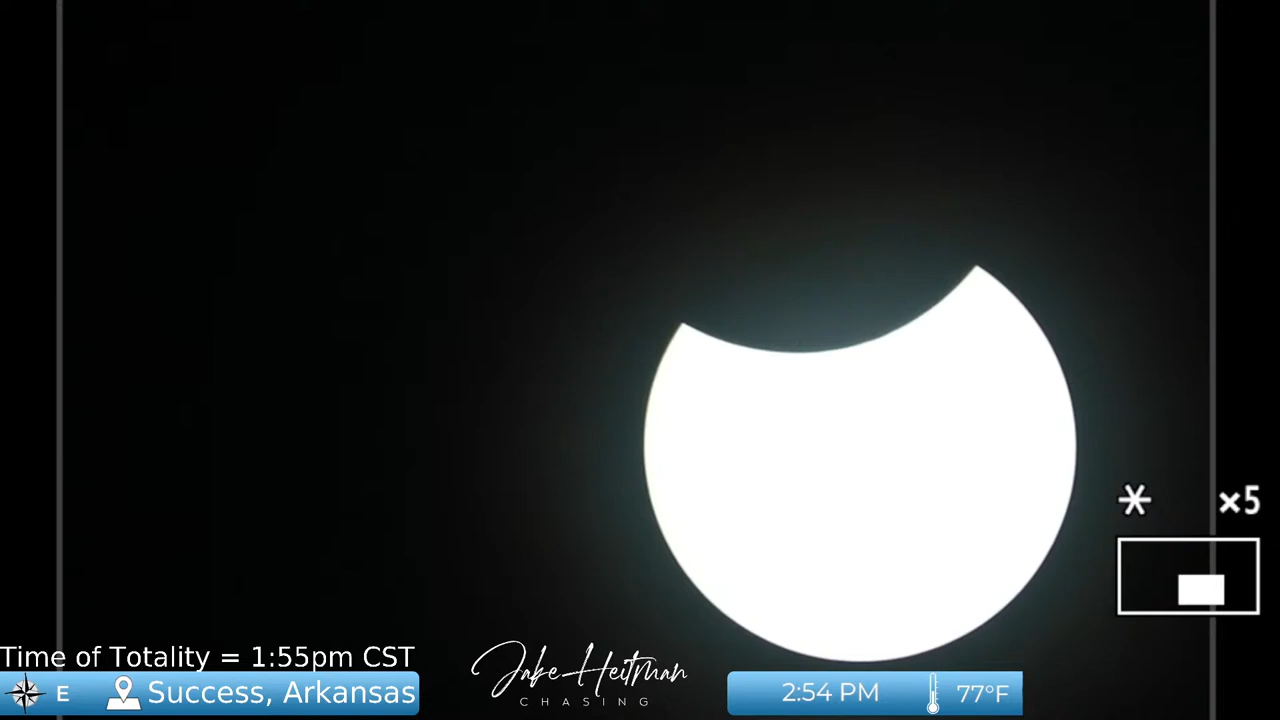 ×5
Time of Totality = 1:55pm CST
E Success, Arkansas
Jake Heitman
CHASING
2:54 PM 77°F